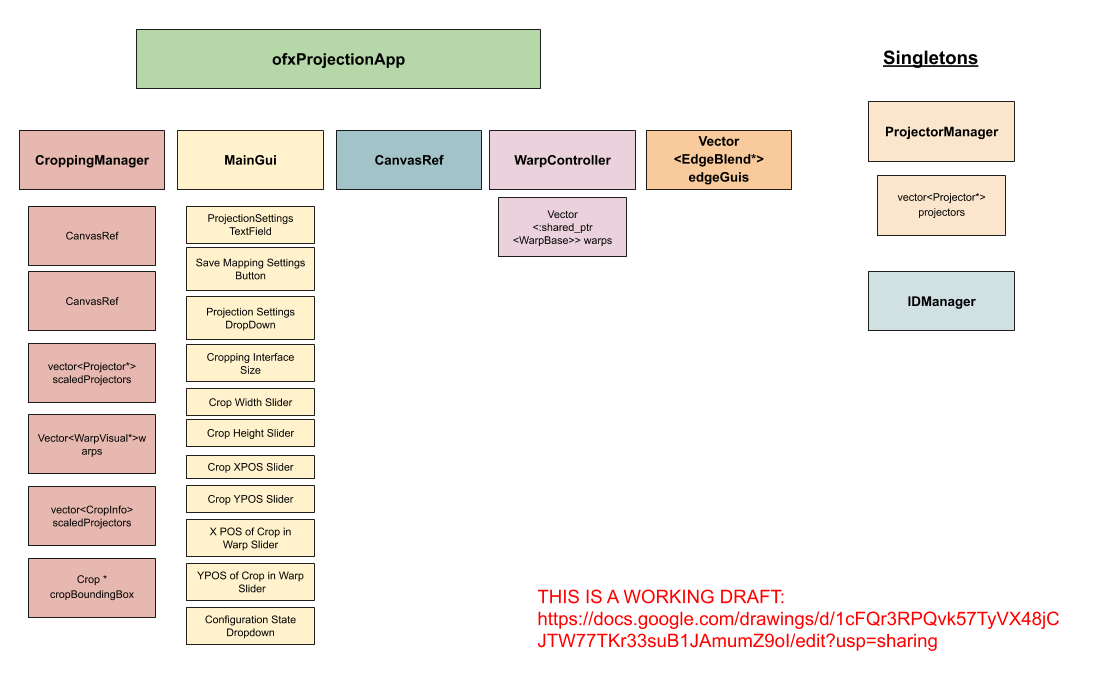 ofxProjectionApp
Singletons
CroppingManager
MainGui
CanvasRef
WarpController
Vector
<EdgeBlend*>
edgeGuis
ProjectorManager
vector<Projector*>
projectors
IDManager
CanvasRef
CanvasRef
vector<Projector*>
scaledProjectors
Vector<WarpVisual*>w
arps
vector<CropInfo>
scaledProjectors
Crop *
cropBoundingBox
ProjectionSettings
TextField
Save Mapping Settings
Button
Projection Settings
DropDown
Cropping Interface
Size
Crop Width Slider
Crop Height Slider
Crop XPOS Slider
Crop YPOS Slider
X POS of Crop in
Warp Slider
YPOS of Crop in Warp
Slider
Configuration State
Dropdown
Vector
<:shared_ptr
<WarpBase>> warps
THIS IS A WORKING DRAFT:
https://docs.google.com/drawings/d/1cFQr3RPQvk57TyVX48jC
JTW77TKr33suB1JAmumZ9oI/edit?usp=sharing